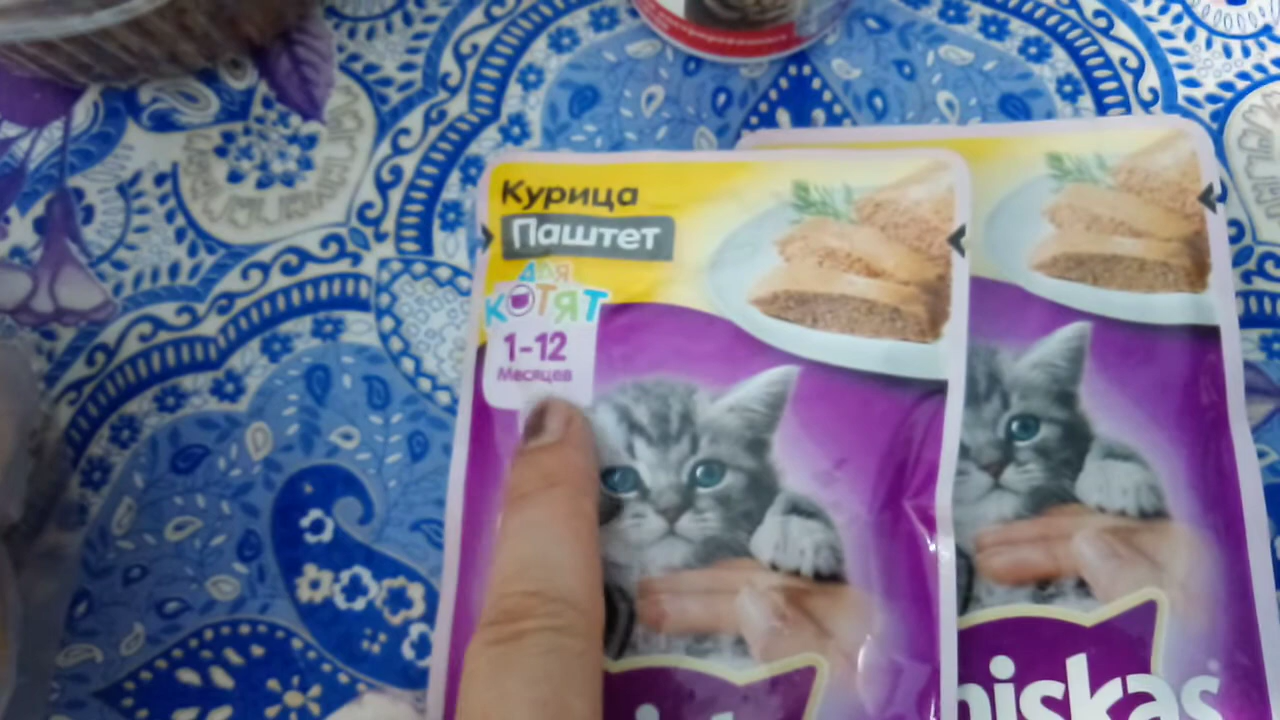 Курица
Паштет
для
КОТЯТ
1-12
Месяцев
hiskas